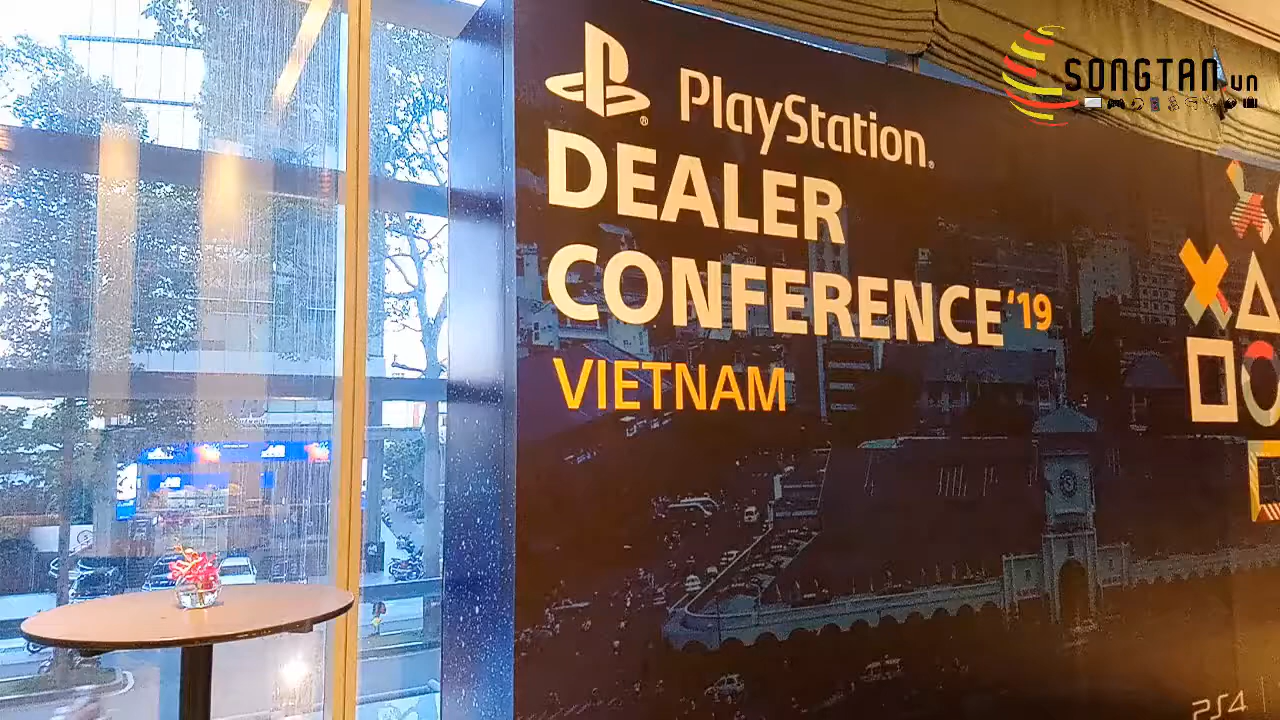 SONGTAN.vn
PlayStation®
DEALER
CONFERENCE'19
VIETNAM
PS4